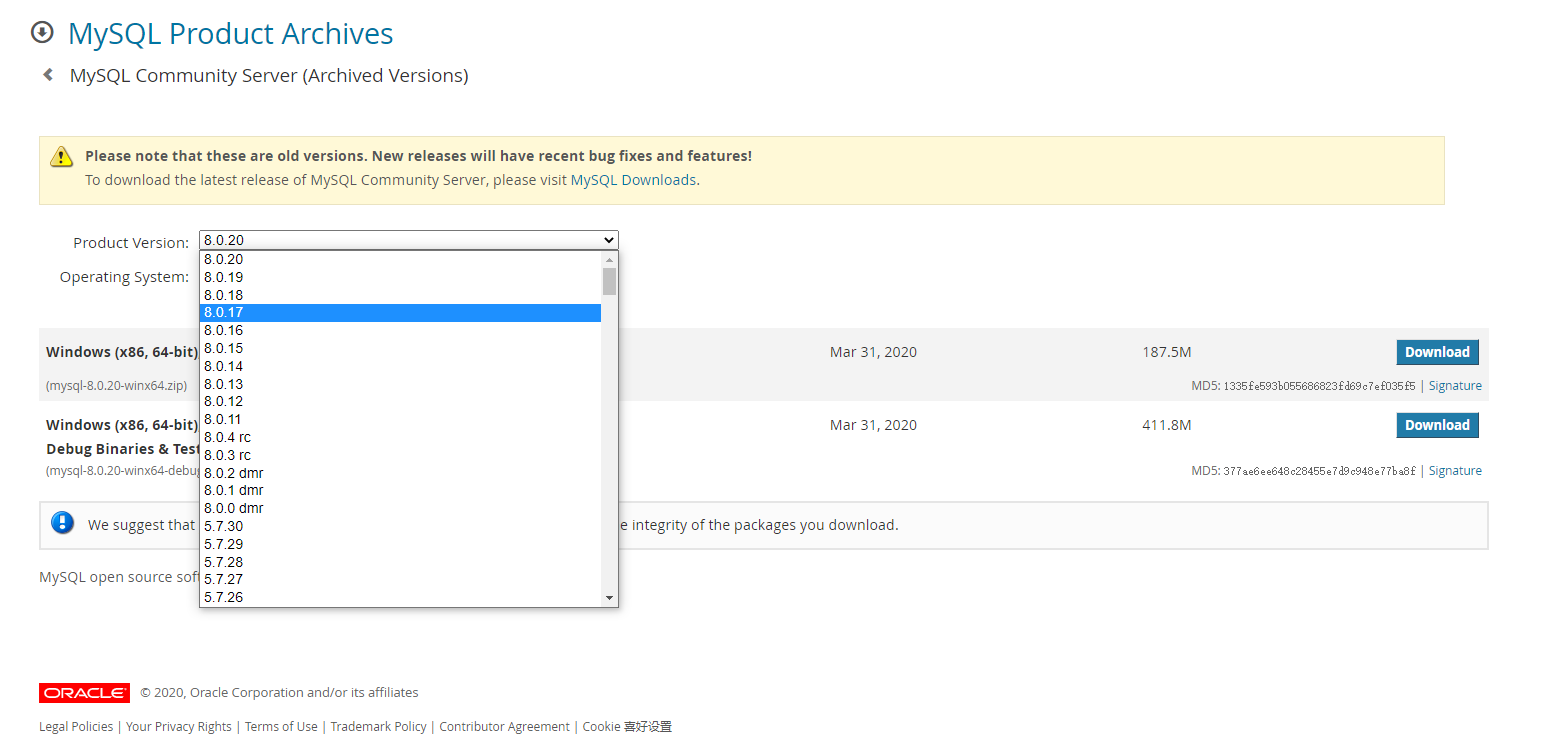 MySQL Product Archives
MySQL Community Server (Archived Versions)
Please note that these are old versions. New releases will have recent bug fixes and features!
To download the latest release of MySQL Community Server, please visit MySQL Downloads.
Product Version: 8.0.20
Operating System:
8.0.20
8.0.19
8.0.18
8.0.17
8.0.16
8.0.15
8.0.14
8.0.13
8.0.12
8.0.11
8.0.4 rc
8.0.3 rc
8.0.2 dmr
8.0.1 dmr
8.0.0 dmr
5.7.30
5.7.29
5.7.28
5.7.27
5.7.26
Windows (x86, 64-bit) Mar 31, 2020 187.5M Download
(mysql-8.0.20-winx64.zip) MD5: 1335fe593b055686823fd69c7ef035f5 | Signature
Windows (x86, 64-bit) Mar 31, 2020 411.8M Download
Debug Binaries & Test
(mysql-8.0.20-winx64-debug MD5: 377ae6ee648c28455e7d9c948e77ba8f | Signature
We suggest that e integrity of the packages you download.
MySQL open source sof
ORACLE © 2020, Oracle Corporation and/or its affiliates
Legal Policies | Your Privacy Rights | Terms of Use | Trademark Policy | Contributor Agreement | Cookie 喜好设置